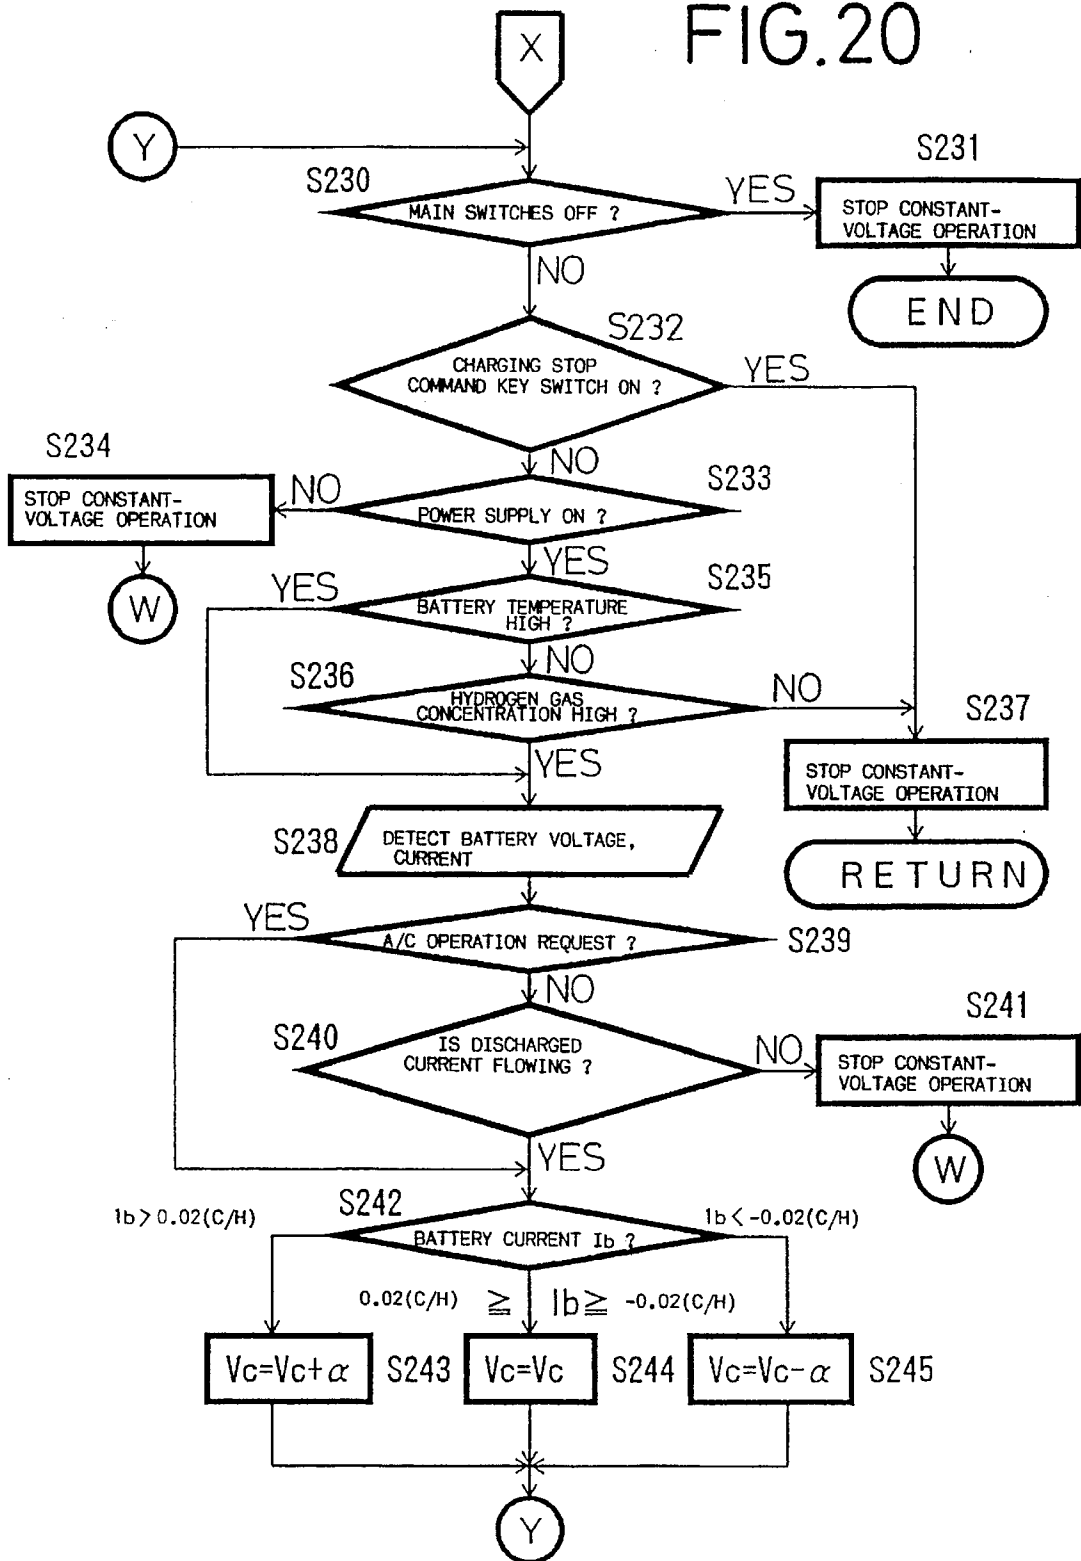 FIG.20
X
Y
S230
MAIN SWITCHES OFF ?
YES
S231
STOP CONSTANT-
VOLTAGE OPERATION
END
NO
S232
CHARGING STOP
COMMAND KEY SWITCH ON ?
YES
NO
S233
POWER SUPPLY ON ?
NO
S234
STOP CONSTANT-
VOLTAGE OPERATION
W
YES
S235
BATTERY TEMPERATURE
HIGH ?
YES
NO
S236
HYDROGEN GAS
CONCENTRATION HIGH ?
NO
S237
STOP CONSTANT-
VOLTAGE OPERATION
RETURN
YES
S238
DETECT BATTERY VOLTAGE,
CURRENT
YES
A/C OPERATION REQUEST ?
S239
NO
S240
IS DISCHARGED
CURRENT FLOWING ?
NO
S241
STOP CONSTANT-
VOLTAGE OPERATION
W
YES
S242
BATTERY CURRENT Ib ?
Ib > 0.02(C/H)
Ib < -0.02(C/H)
0.02(C/H) ≧ Ib ≧ -0.02(C/H)
Vc=Vc+α
S243
Vc=Vc
S244
Vc=Vc-α
S245
Y